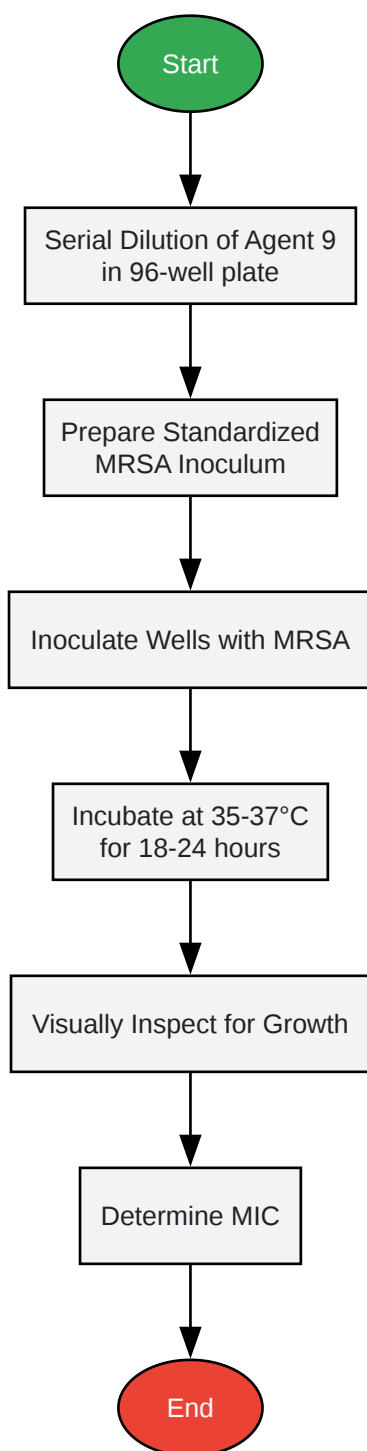 Start
Serial Dilution of Agent 9
in 96-well plate
Prepare Standardized
MRSA Inoculum
Inoculate Wells with MRSA
Incubate at 35-37°C
for 18-24 hours
Visually Inspect for Growth
Determine MIC
End